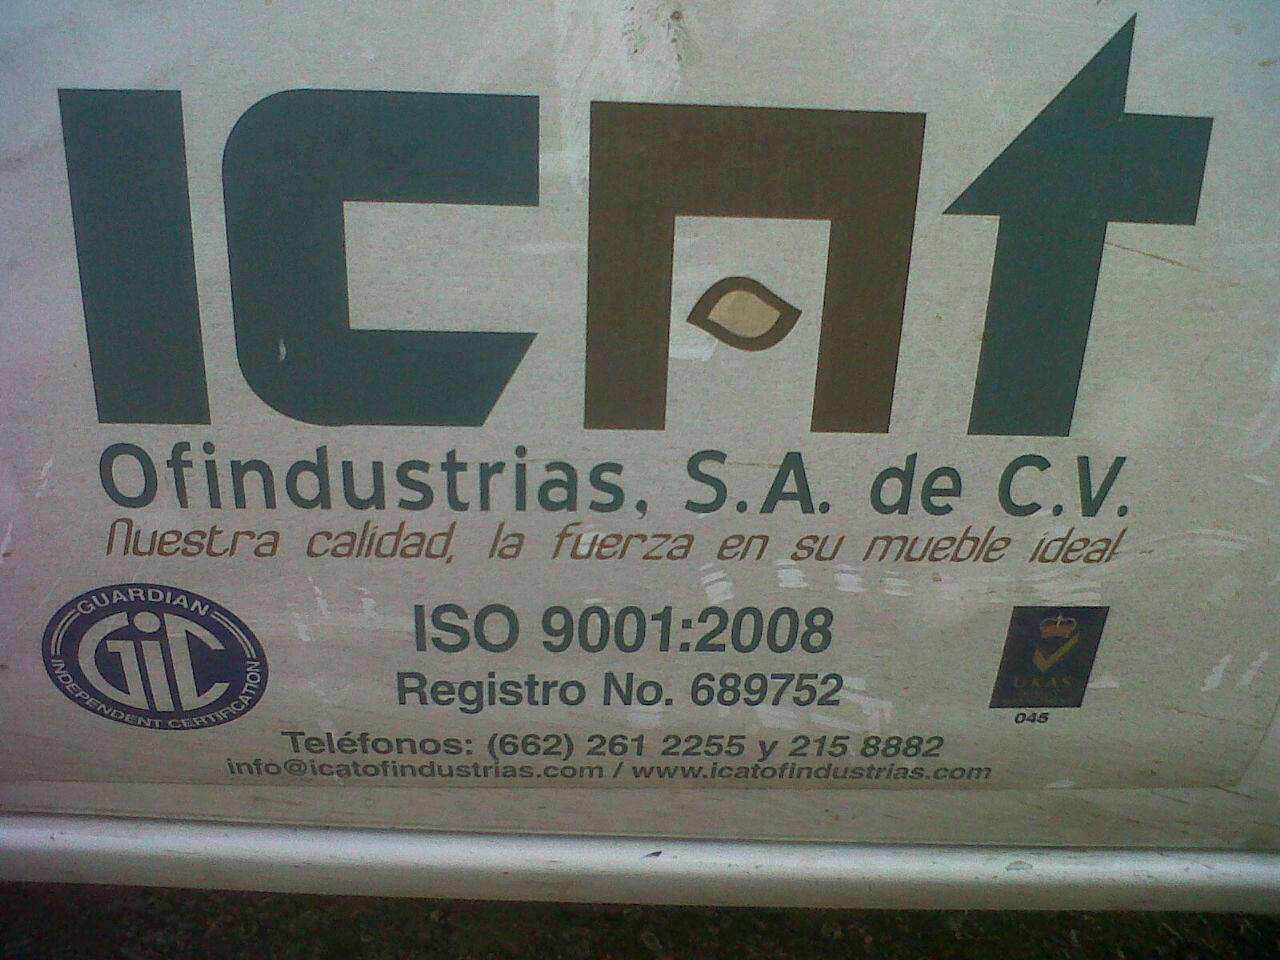 ICAt
Ofindustrias, S.A. de C.V.
Nuestra calidad, la fuerza en su mueble ideal
GUARDIAN
GIC
INDEPENDENT CERTIFICATION
ISO 9001:2008
Registro No. 689752
UKAS
045
Teléfonos: (662) 261 2255 y 215 8882
info@icatofindustrias.com / www.icatofindustrias.com